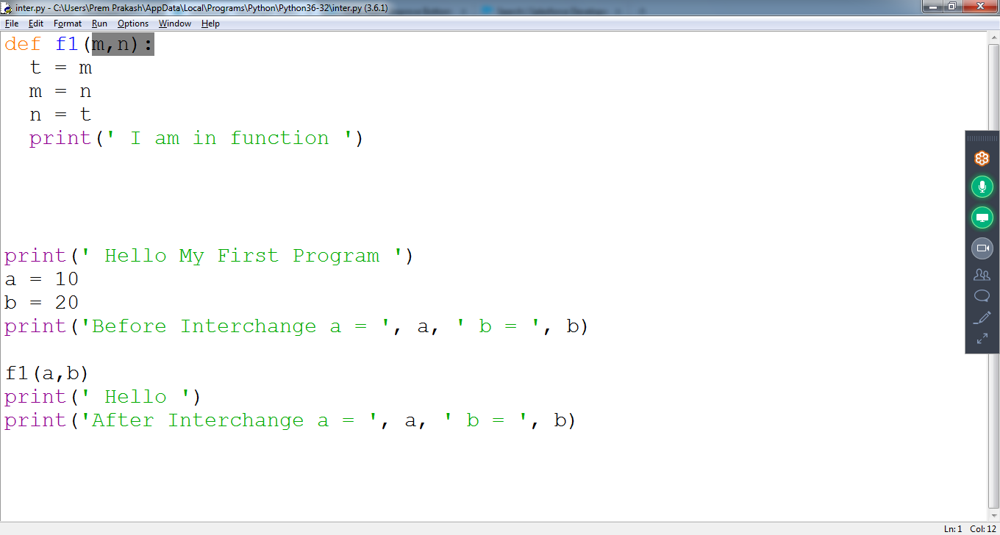 inter.py - C:\Users\Prem Prakash\AppData\Local\Programs\Python\Python36-32\inter.py (3.6.1)
File Edit Format Run Options Window Help
def f1(m,n):
  t = m
  m = n
  n = t
  print(' I am in function ')
print(' Hello My First Program ')
a = 10
b = 20
print('Before Interchange a = ', a, ' b = ', b)
f1(a,b)
print(' Hello ')
print('After Interchange a = ', a, ' b = ', b)
Ln: 1 Col: 12